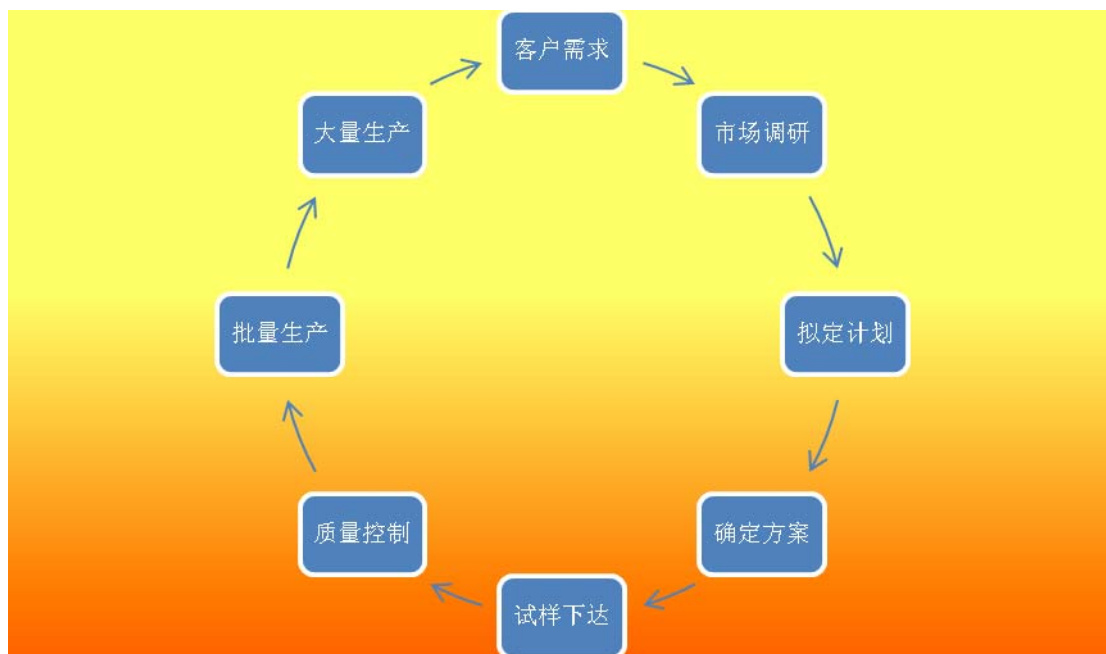 客户需求
市场调研
拟定计划
确定方案
试样下达
质量控制
批量生产
大量生产